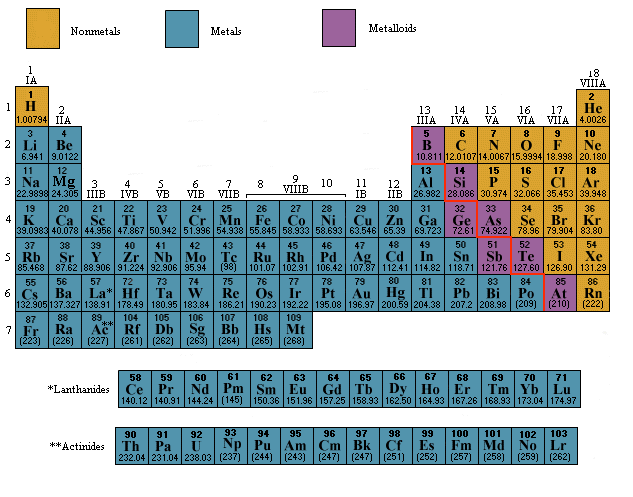 Nonmetals
Metals
Metalloids
1 18
IA VIIIA
1 2
H He
1.00794 4.0026
1
2 13 14 15 16 17
IIA IIIA IVA VA VIA VIIA
3 4 5 6 7 8 9 10
2 Li Be B C N O F Ne
6.941 9.0122 10.811 12.0107 14.0067 15.9994 18.998 20.180
11 12 13 14 15 16 17 18
3 Na Mg Al Si P S Cl Ar
22.9898 24.305 26.982 28.086 30.974 32.066 35.453 39.948
3 4 5 6 7 8 9 10 11 12
IIIB IVB VB VIB VIIB VIIIB IB IIB
19 20 21 22 23 24 25 26 27 28 29 30 31 32 33 34 35 36
4 K Ca Sc Ti V Cr Mn Fe Co Ni Cu Zn Ga Ge As Se Br Kr
39.0983 40.078 44.956 47.867 50.942 51.996 54.938 55.845 58.933 58.693 63.546 65.39 69.723 72.61 74.922 78.96 79.904 83.80
37 38 39 40 41 42 43 44 45 46 47 48 49 50 51 52 53 54
5 Rb Sr Y Zr Nb Mo Tc Ru Rh Pd Ag Cd In Sn Sb Te I Xe
85.468 87.62 88.906 91.224 92.906 95.94 (98) 101.07 102.91 106.42 107.87 112.41 114.82 118.71 121.76 127.60 126.90 131.29
55 56 57 72 73 74 75 76 77 78 79 80 81 82 83 84 85 86
6 Cs Ba La* Hf Ta W Re Os Ir Pt Au Hg Tl Pb Bi Po At Rn
132.905 137.327 138.91 178.49 180.95 183.84 186.21 190.23 192.22 195.08 196.97 200.59 204.38 207.2 208.98 (209) (210) (222)
87 88 89 104 105 106 107 108 109
7 Fr Ra Ac** Rf Db Sg Bh Hs Mt
(223) (226) (227) (261) (262) (263) (264) (265) (268)
58 59 60 61 62 63 64 65 66 67 68 69 70 71
*Lanthanides Ce Pr Nd Pm Sm Eu Gd Tb Dy Ho Er Tm Yb Lu
140.12 140.91 144.24 (145) 150.36 151.96 157.25 158.93 162.50 164.93 167.26 168.93 173.04 174.97
90 91 92 93 94 95 96 97 98 99 100 101 102 103
**Actinides Th Pa U Np Pu Am Cm Bk Cf Es Fm Md No Lr
232.04 231.04 238.03 (237) (244) (243) (247) (247) (251) (252) (257) (258) (259) (262)